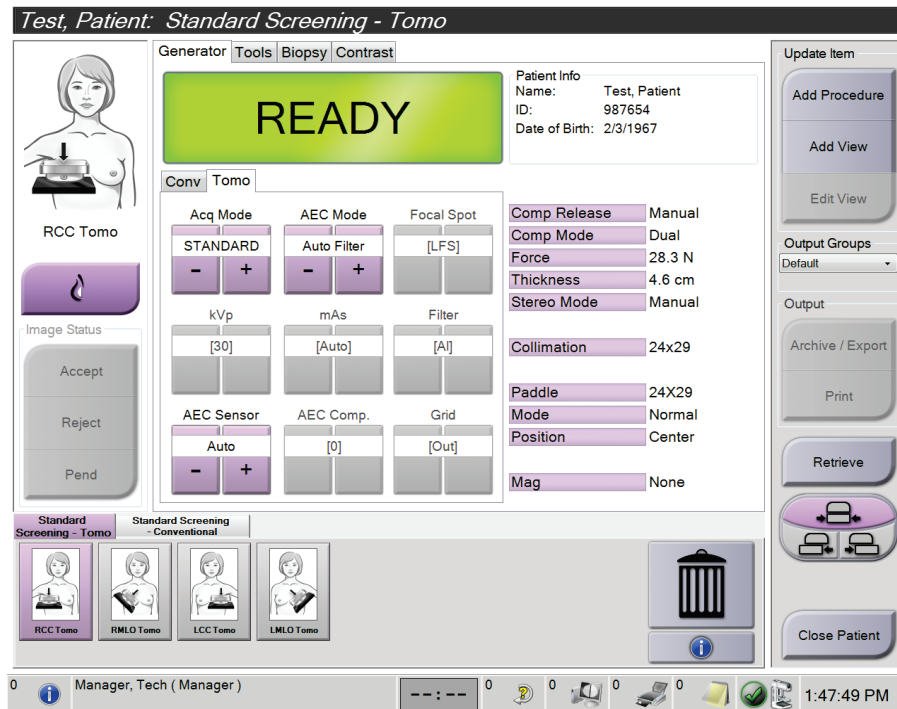 Test, Patient: Standard Screening - Tomo
RCC Tomo
Image Status
Accept
Reject
Pend
Generator Tools Biopsy Contrast
READY
Patient Info
Name: Test, Patient
ID: 987654
Date of Birth: 2/3/1967
Conv Tomo
Acq Mode AEC Mode Focal Spot
STANDARD Auto Filter [LFS]
- + - +
kVp mAs Filter
[30] [Auto] [Al]
AEC Sensor AEC Comp. Grid
Auto [0] [Out]
- +
Comp Release Manual
Comp Mode Dual
Force 28.3 N
Thickness 4.6 cm
Stereo Mode Manual
Collimation 24x29
Paddle 24X29
Mode Normal
Position Center
Mag None
Update Item
Add Procedure
Add View
Edit View
Output Groups
Default
Output
Archive / Export
Print
Retrieve
Close Patient
Standard
Screening - Tomo
Standard Screening
- Conventional
RCC Tomo RMLO Tomo LCC Tomo LMLO Tomo
0 Manager, Tech ( Manager ) --:-- 0 0 0 0 1:47:49 PM